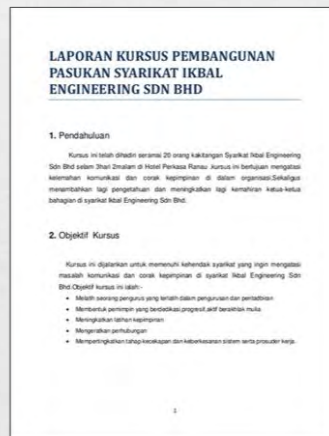 LAPORAN KURSUS PEMBANGUNAN
PASUKAN SYARIKAT IKBAL
ENGINEERING SDN BHD
1. Pendahuluan
Kursus ini telah dihadiri seramai 20 orang kakitangan Syarikat Ikbal Engineering
Sdn Bhd selam 3hari 2malam di Hotel Perkasa Ranau .kursus ini bertujuan mengatasi
kelemahan komunikasi dan corak kepimpinan di dalam organisasi.Sekaligus
menambahkan lagi pengetahuan dan meningkatkan lagi kemahiran ketua-ketua
bahagian di syarikat Ikbal Engineering Sdn Bhd.
2. Objektif Kursus
Kursus ini dijalankan untuk memenuhi kehendak syarikat yang ingin mengatasi
masalah komunikasi dan corak kepimpinan di syarikat Ikbal Engineering Sdn
Bhd.Objektif kursus ini ialah:-
• Melatih seorang pengurus yang terlatih dalam pengurusan dan pentadbiran
• Membentuk pemimpin yang berdedikasi,progresif,aktif berakhlak mulia
• Meningkatkan latihan kepimpinan
• Mengeratkan perhubungan
• Mempertingkatkan tahap kecekapan dan keberkesanan sistem serta prosuder kerja.
1